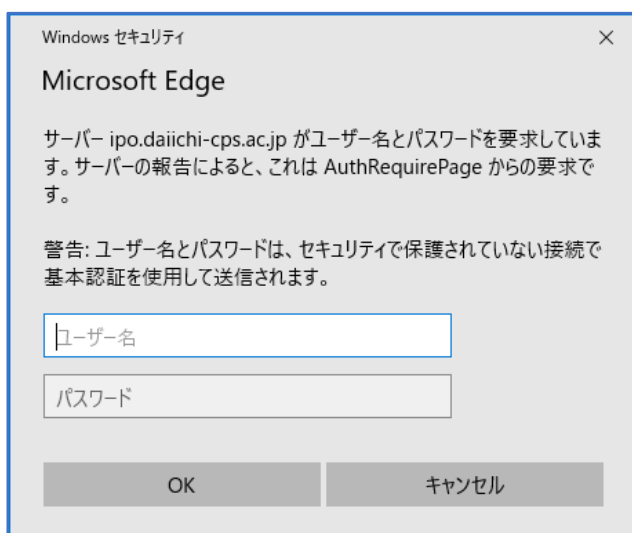 Windows セキュリティ
Microsoft Edge
サーバー ipo.daiichi-cps.ac.jp がユーザー名とパスワードを要求していま
す。サーバーの報告によると、これは AuthRequirePage からの要求で
す。
警告: ユーザー名とパスワードは、セキュリティで保護されていない接続で
基本認証を使用して送信されます。
ユーザー名
パスワード
OK
キャンセル